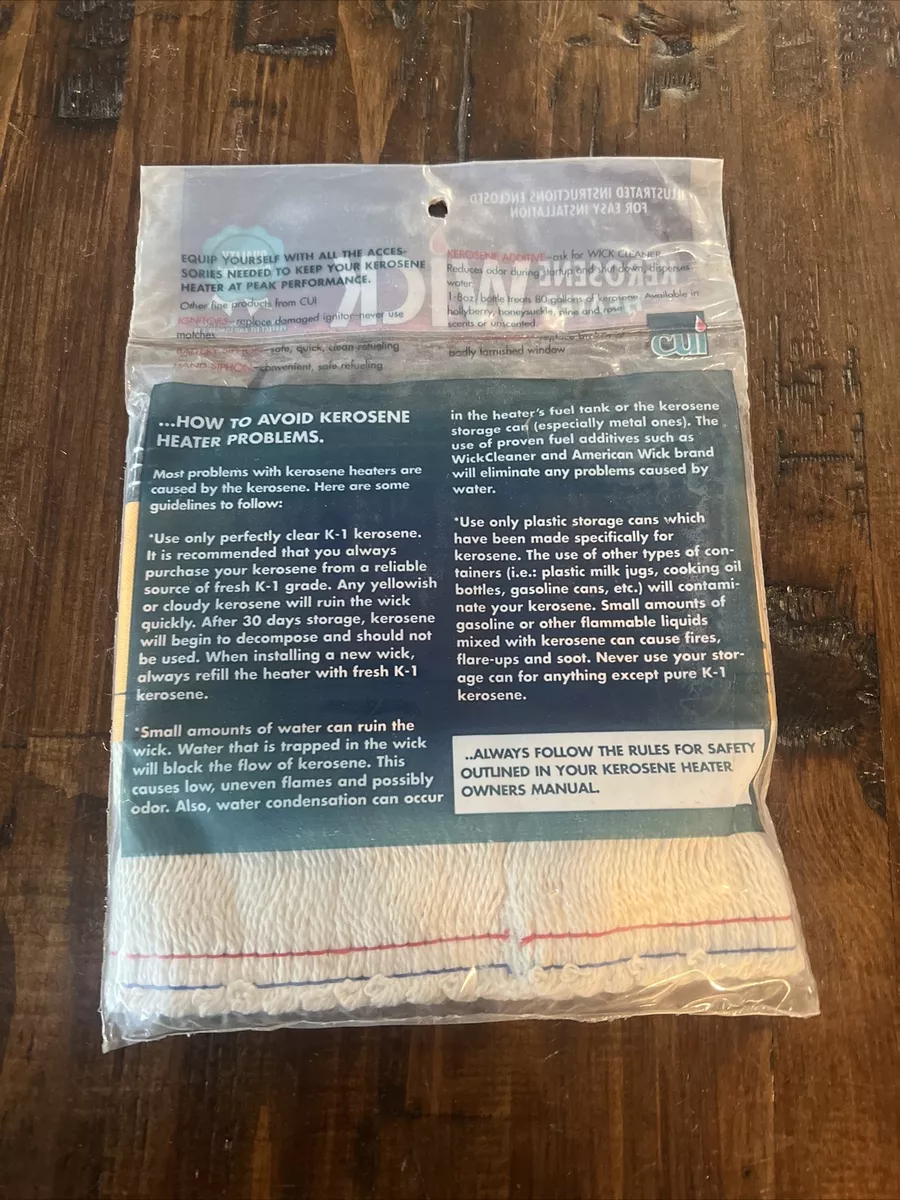 ILLUSTRATED INSTRUCTIONS ENCLOSED
FOR EASY INSTALLATION
KEROSENE
WICK
QUALITY
EQUIP YOURSELF WITH ALL THE ACCES-
SORIES NEEDED TO KEEP YOUR KEROSENE
HEATER AT PEAK PERFORMANCE.
Other fine products from CUI
IGNITORS–replace damaged ignitor–never use
matches
BATTERY SIPHON–safe, quick, clean refueling
HAND SIPHON–convenient, safe refueling
KEROSENE ADDITIVE–ask for WICK CLEANER
Reduces odor during startup and shut down, disperses
water.
1-8oz. bottle treats 80 gallons of kerosene. Available in
hollyberry, honeysuckle, pine and rose
scents or unscented.
replace
badly tarnished window
cui
...HOW TO AVOID KEROSENE
HEATER PROBLEMS.
Most problems with kerosene heaters are
caused by the kerosene. Here are some
guidelines to follow:
*Use only perfectly clear K-1 kerosene.
It is recommended that you always
purchase your kerosene from a reliable
source of fresh K-1 grade. Any yellowish
or cloudy kerosene will ruin the wick
quickly. After 30 days storage, kerosene
will begin to decompose and should not
be used. When installing a new wick,
always refill the heater with fresh K-1
kerosene.
*Small amounts of water can ruin the
wick. Water that is trapped in the wick
will block the flow of kerosene. This
causes low, uneven flames and possibly
odor. Also, water condensation can occur
in the heater's fuel tank or the kerosene
storage can (especially metal ones). The
use of proven fuel additives such as
WickCleaner and American Wick brand
will eliminate any problems caused by
water.
*Use only plastic storage cans which
have been made specifically for
kerosene. The use of other types of con-
tainers (i.e.: plastic milk jugs, cooking oil
bottles, gasoline cans, etc.) will contami-
nate your kerosene. Small amounts of
gasoline or other flammable liquids
mixed with kerosene can cause fires,
flare-ups and soot. Never use your stor-
age can for anything except pure K-1
kerosene.
..ALWAYS FOLLOW THE RULES FOR SAFETY
OUTLINED IN YOUR KEROSENE HEATER
OWNERS MANUAL.